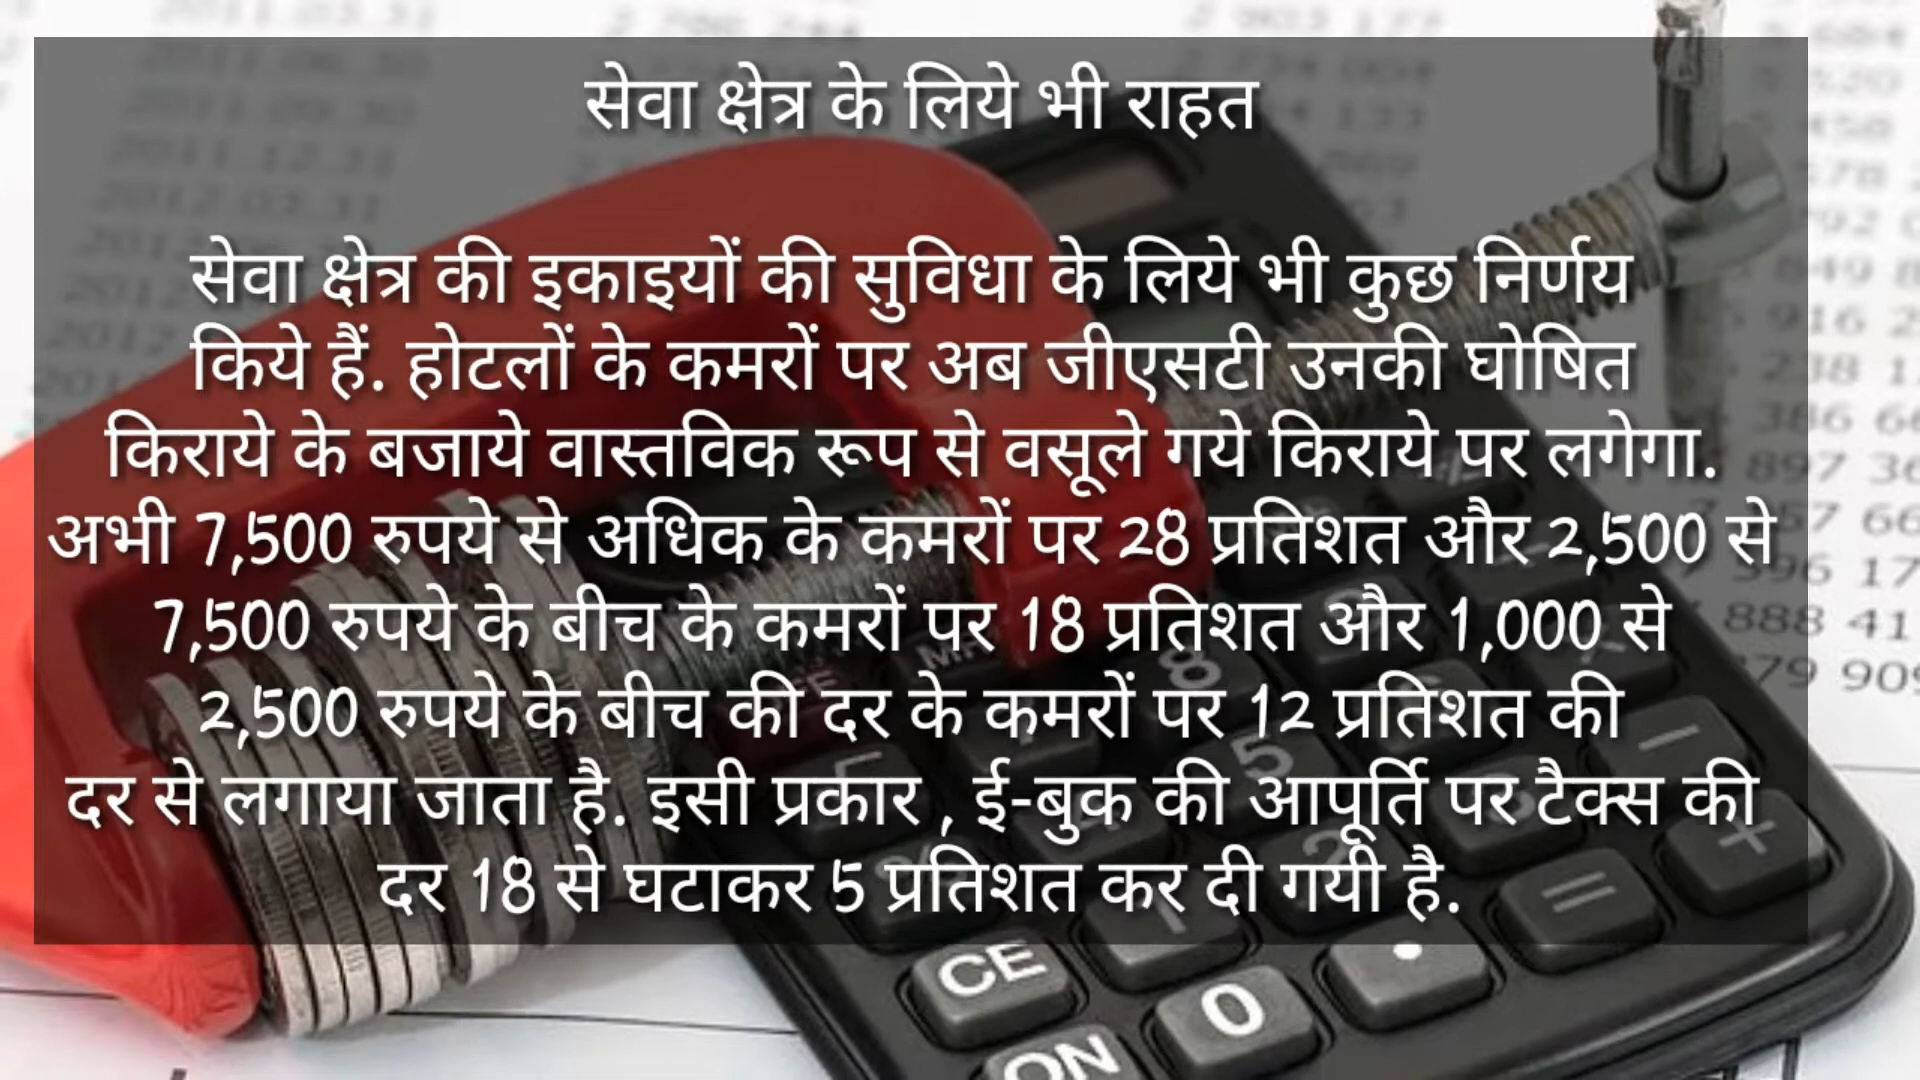 सेवा क्षेत्र के लिये भी राहत
सेवा क्षेत्र की इकाइयों की सुविधा के लिये भी कुछ निर्णय
किये हैं. होटलों के कमरों पर अब जीएसटी उनकी घोषित
किराये के बजाये वास्तविक रूप से वसूले गये किराये पर लगेगा.
अभी 7,500 रुपये से अधिक के कमरों पर 28 प्रतिशत और 2,500 से
7,500 रुपये के बीच के कमरों पर 18 प्रतिशत और 1,000 से
2,500 रुपये के बीच की दर के कमरों पर 12 प्रतिशत की
दर से लगाया जाता है. इसी प्रकार , ई-बुक की आपूर्ति पर टैक्स की
दर 18 से घटाकर 5 प्रतिशत कर दी गयी है.
CE
0
ON